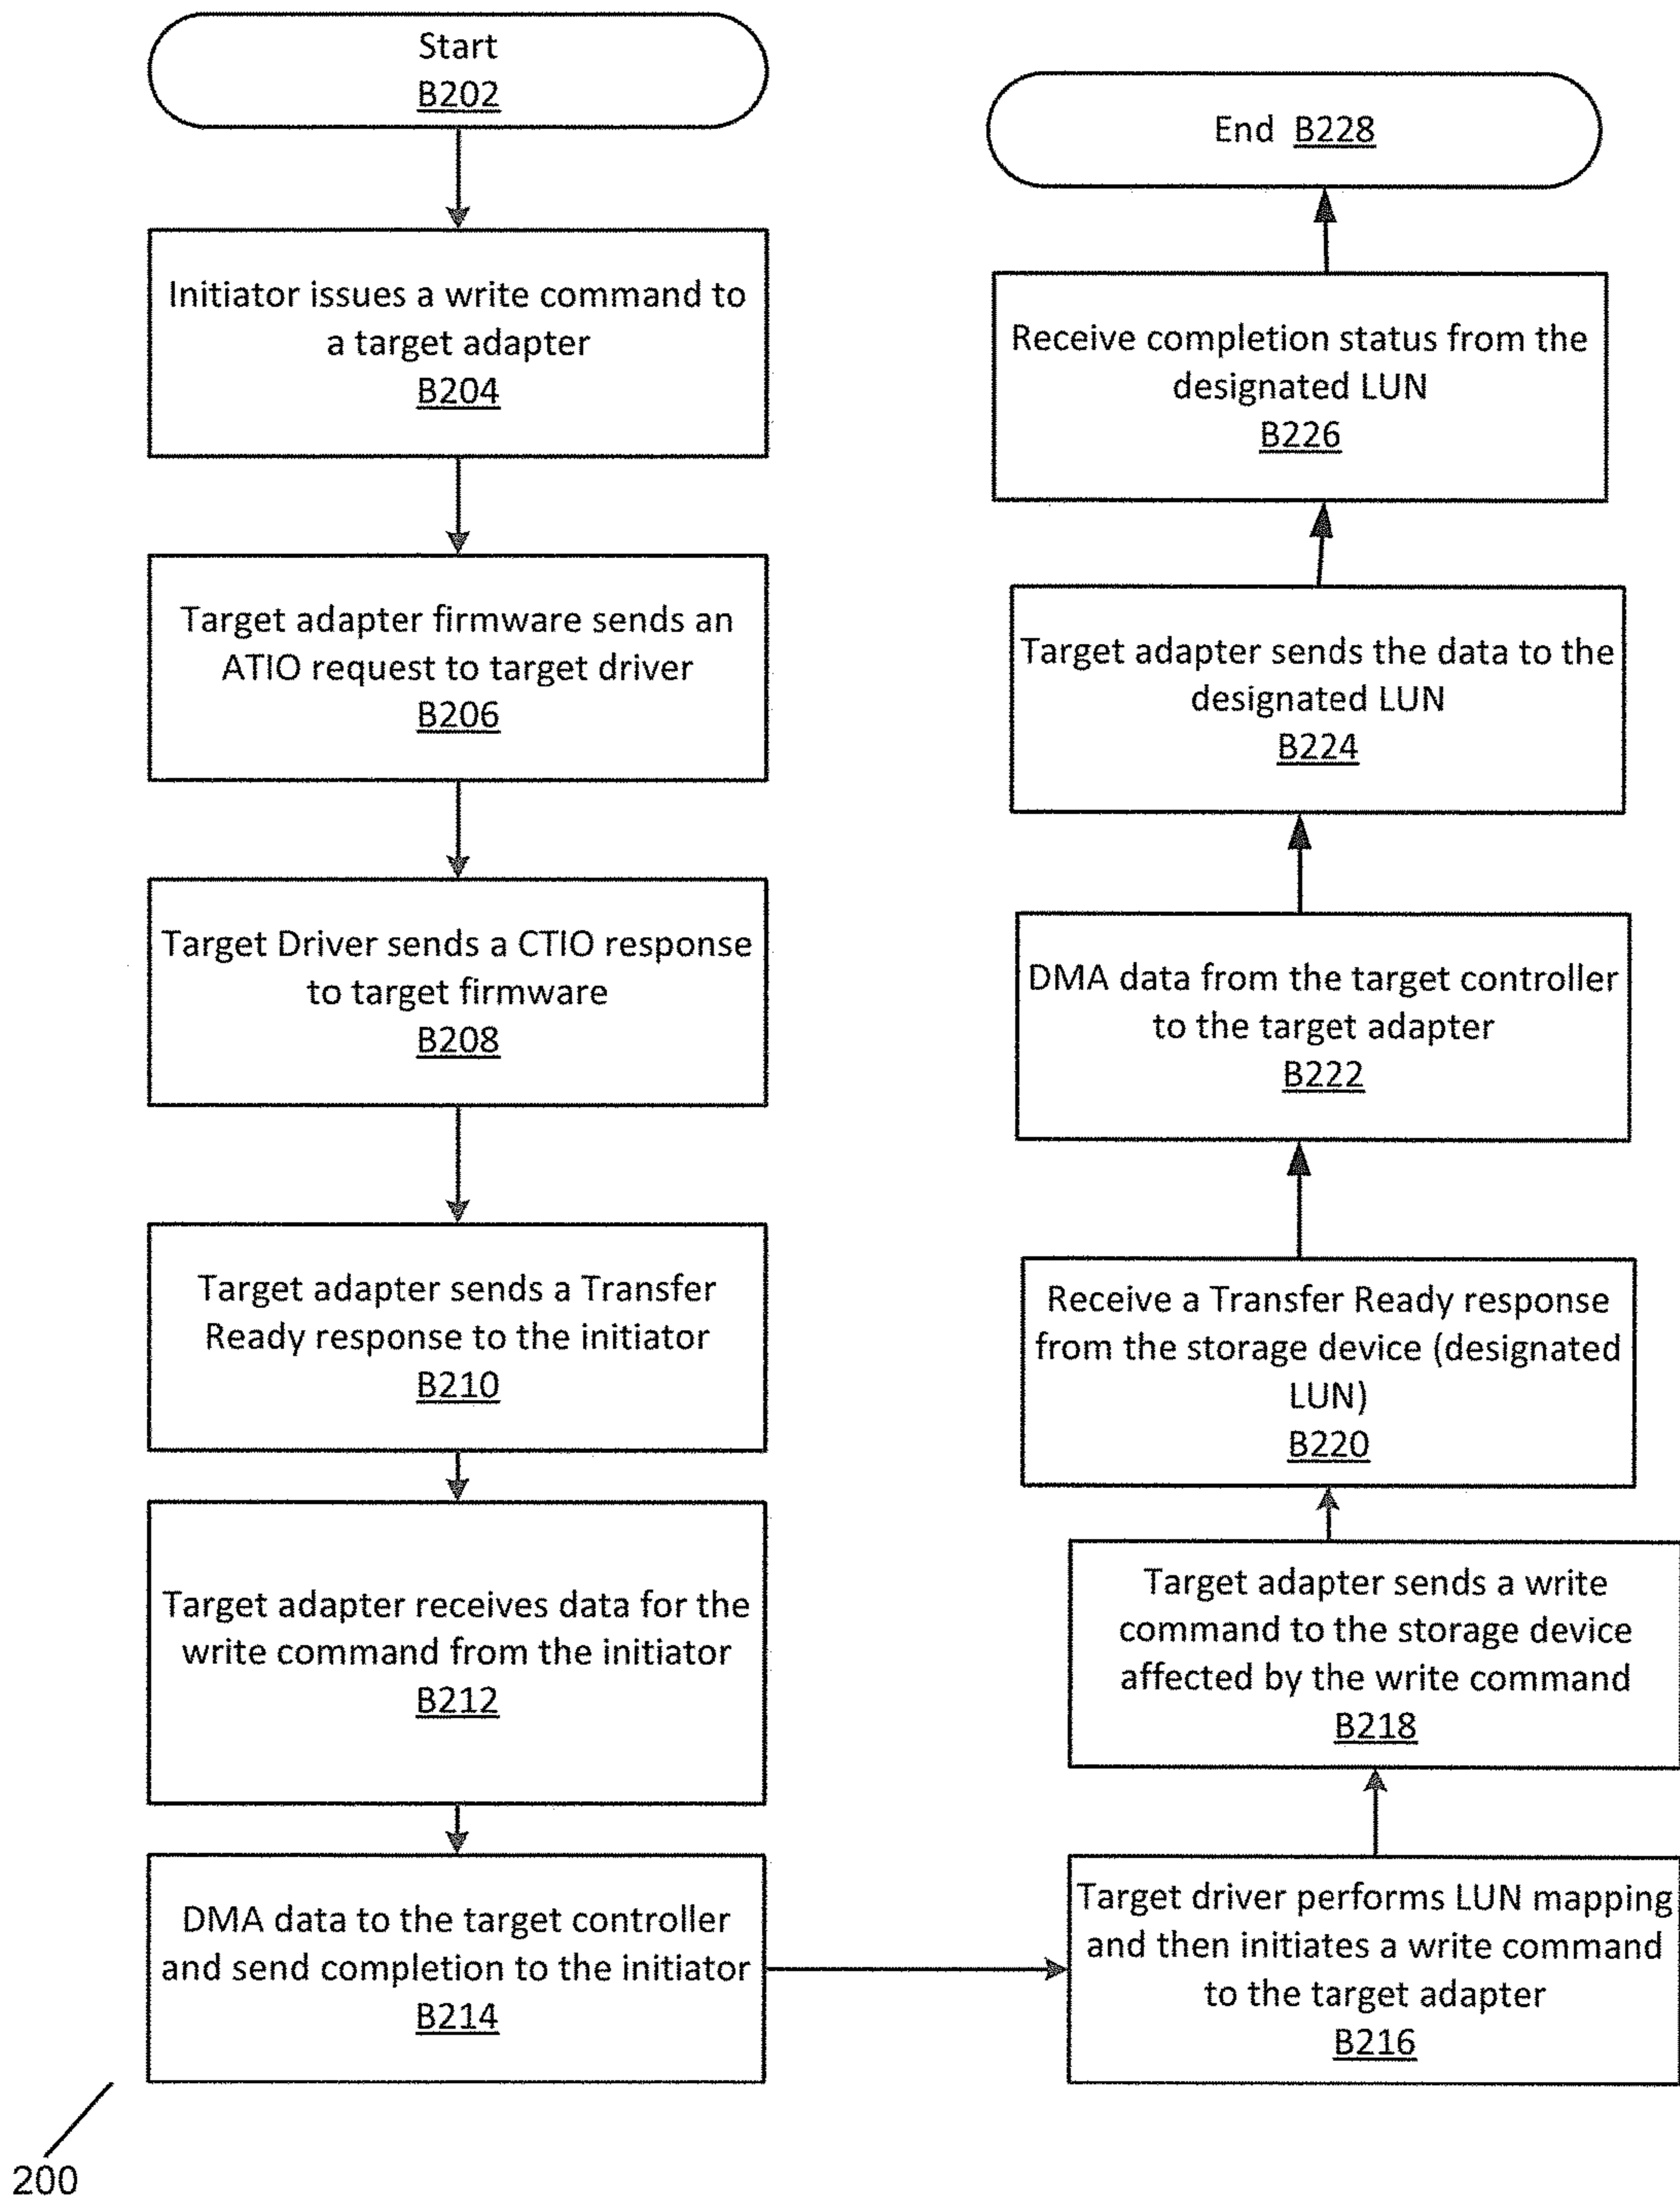 Start
B202
Initiator issues a write command to
a target adapter
B204
Target adapter firmware sends an
ATIO request to target driver
B206
Target Driver sends a CTIO response
to target firmware
B208
Target adapter sends a Transfer
Ready response to the initiator
B210
Target adapter receives data for the
write command from the initiator
B212
DMA data to the target controller
and send completion to the initiator
B214
Target driver performs LUN mapping
and then initiates a write command
to the target adapter
B216
Target adapter sends a write
command to the storage device
affected by the write command
B218
Receive a Transfer Ready response
from the storage device (designated
LUN)
B220
DMA data from the target controller
to the target adapter
B222
Target adapter sends the data to the
designated LUN
B224
Receive completion status from the
designated LUN
B226
End B228
200